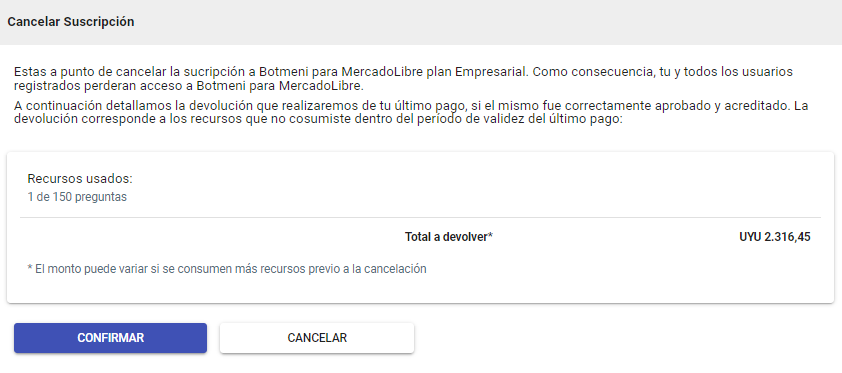 Cancelar Suscripción
Estas a punto de cancelar la sucripción a Botmeni para MercadoLibre plan Empresarial. Como consecuencia, tu y todos los usuarios
registrados perderan acceso a Botmeni para MercadoLibre.
A continuación detallamos la devolución que realizaremos de tu último pago, si el mismo fue correctamente aprobado y acreditado. La
devolución corresponde a los recursos que no cosumiste dentro del período de validez del último pago:
Recursos usados:
1 de 150 preguntas
Total a devolver* UYU 2.316,45
* El monto puede variar si se consumen más recursos previo a la cancelación
CONFIRMAR CANCELAR